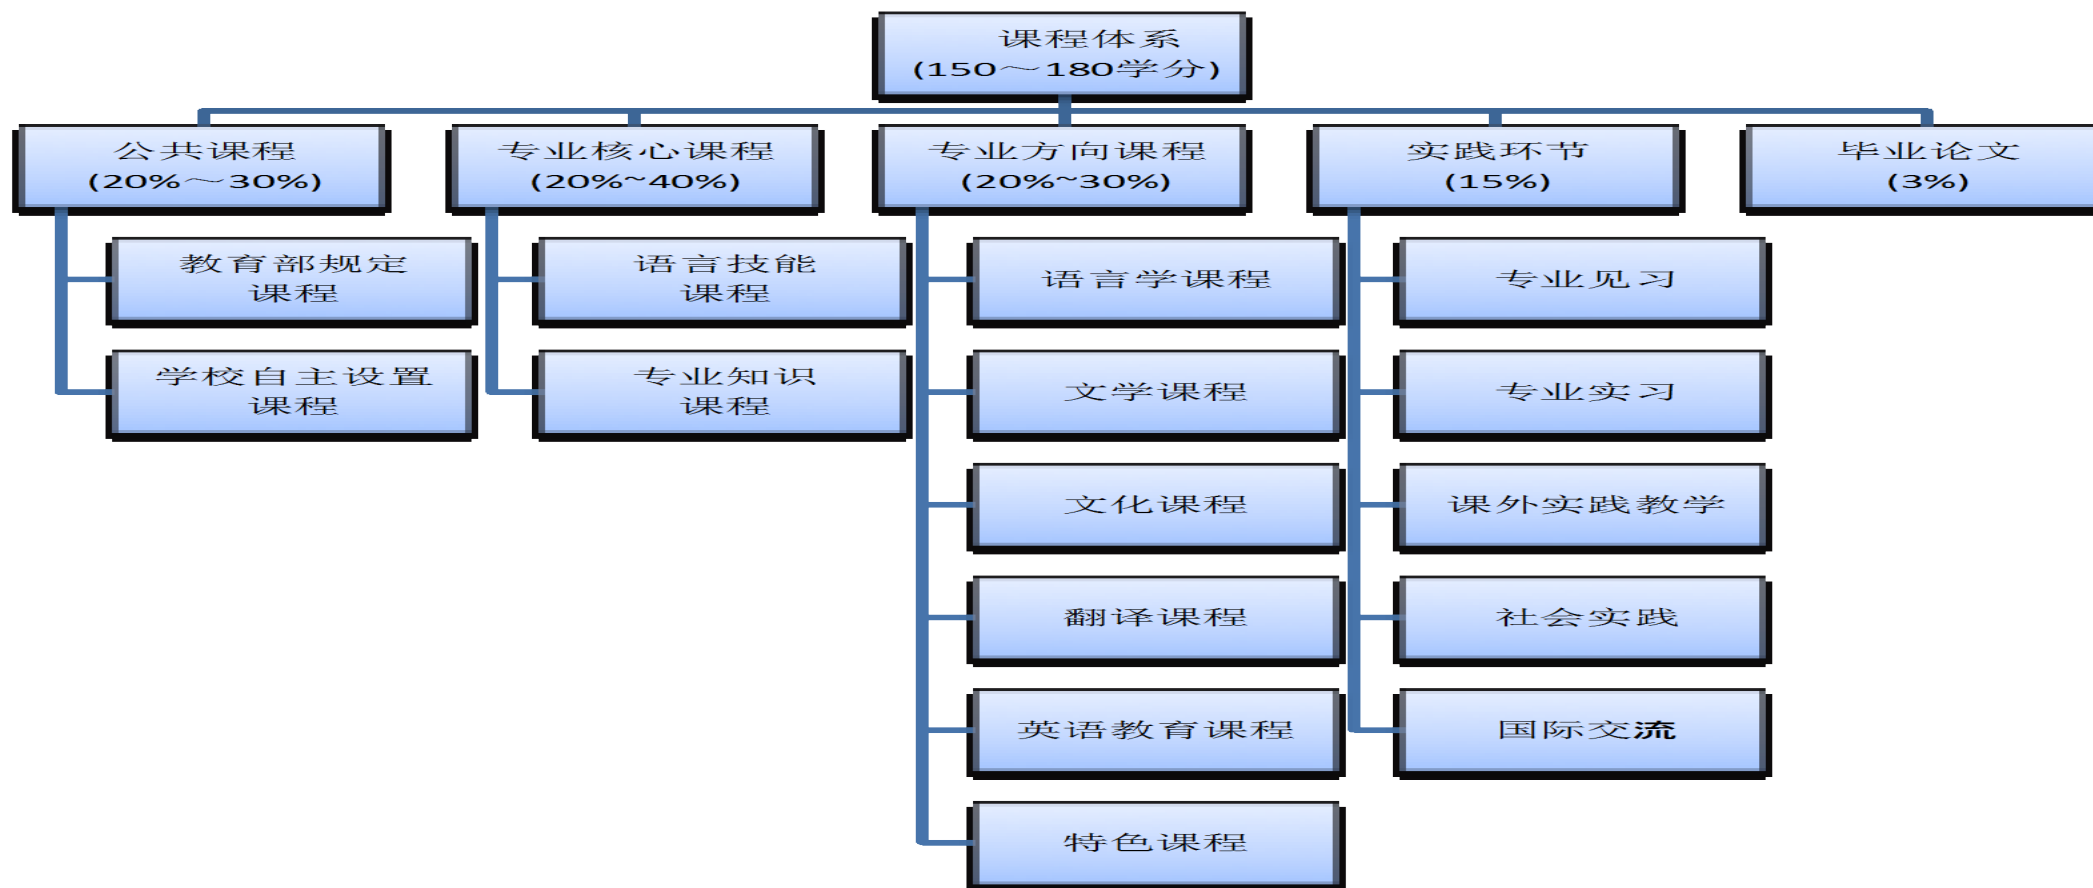 课程体系
(150～180学分)
公共课程
(20%～30%)
专业核心课程
(20%~40%)
专业方向课程
(20%~30%)
实践环节
(15%)
毕业论文
(3%)
教育部规定
课程
学校自主设置
课程
语言技能
课程
专业知识
课程
语言学课程
文学课程
文化课程
翻译课程
英语教育课程
特色课程
专业见习
专业实习
课外实践教学
社会实践
国际交流